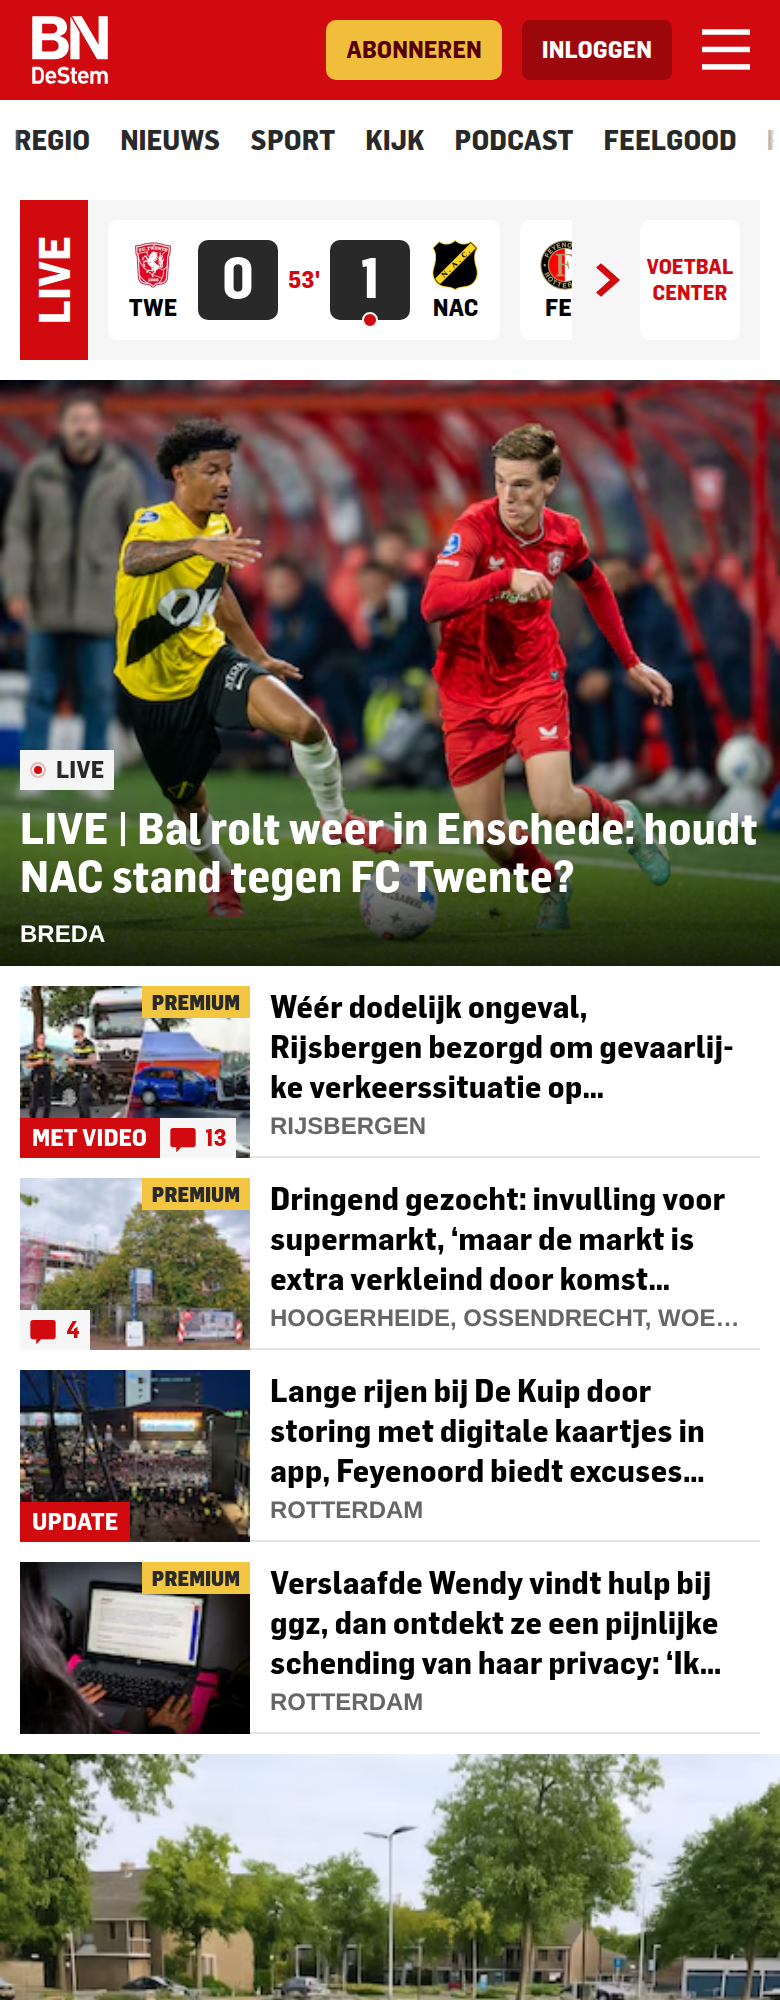 BN
DeStem
ABONNEREN
INLOGGEN
REGIO NIEUWS SPORT KIJK PODCAST FEELGOOD
LIVE
TWE
0
53'
1
NAC
FE
VOETBAL
CENTER
LIVE
LIVE | Bal rolt weer in Enschede: houdt
NAC stand tegen FC Twente?
BREDA
PREMIUM
MET VIDEO
13
Wéér dodelijk ongeval,
Rijsbergen bezorgd om gevaarlij-
ke verkeerssituatie op...
RIJSBERGEN
PREMIUM
4
Dringend gezocht: invulling voor
supermarkt, ‘maar de markt is
extra verkleind door komst...
HOOGERHEIDE, OSSENDRECHT, WOE...
UPDATE
Lange rijen bij De Kuip door
storing met digitale kaartjes in
app, Feyenoord biedt excuses...
ROTTERDAM
PREMIUM
Verslaafde Wendy vindt hulp bij
ggz, dan ontdekt ze een pijnlijke
schending van haar privacy: ‘Ik...
ROTTERDAM